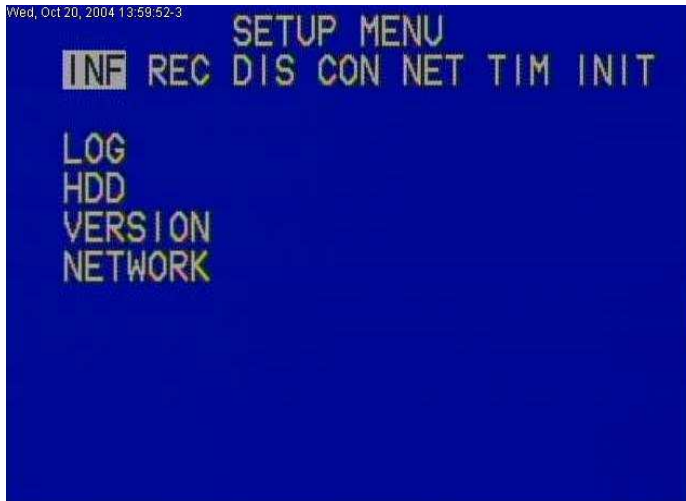 Wed, Oct 20, 2004 13:59:52-3
SETUP MENU
INF REC DIS CON NET TIM INIT
LOG
HDD
VERSION
NETWORK